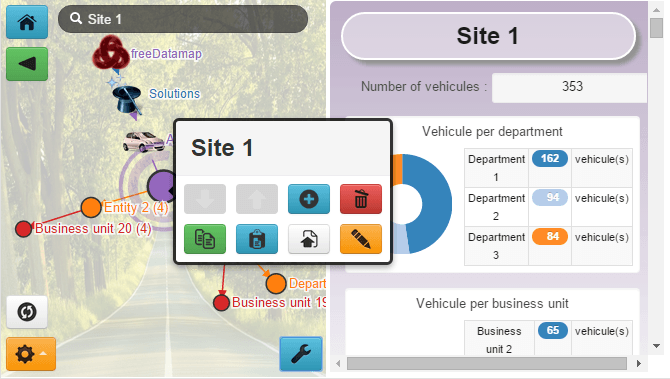 Site 1
freeDatamap
Solutions
A
Entity 2 (4)
Business unit 20 (4)
Depar
Business unit 19
Site 1
Site 1
Number of vehicules : 353
Vehicule per department
Department 1 162 vehicule(s)
Department 2 94 vehicule(s)
Department 3 84 vehicule(s)
Vehicule per business unit
Business unit 2 65 vehicule(s)